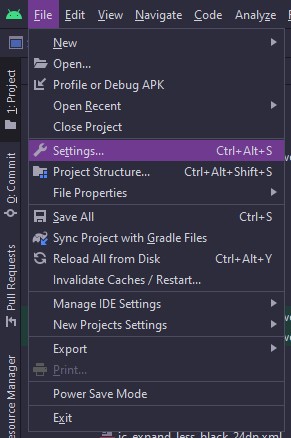 File Edit View Navigate Code Analyze
New
Open...
Profile or Debug APK
Open Recent
Close Project
Settings... Ctrl+Alt+S
Project Structure... Ctrl+Alt+Shift+S
File Properties
Save All Ctrl+S
Sync Project with Gradle Files
Reload All from Disk Ctrl+Alt+Y
Invalidate Caches / Restart...
Manage IDE Settings
New Projects Settings
Export
Print...
Power Save Mode
Exit
ic_expand_less_black_24dp.xml
1: Project
0: Commit
Pull Requests
esource Manager